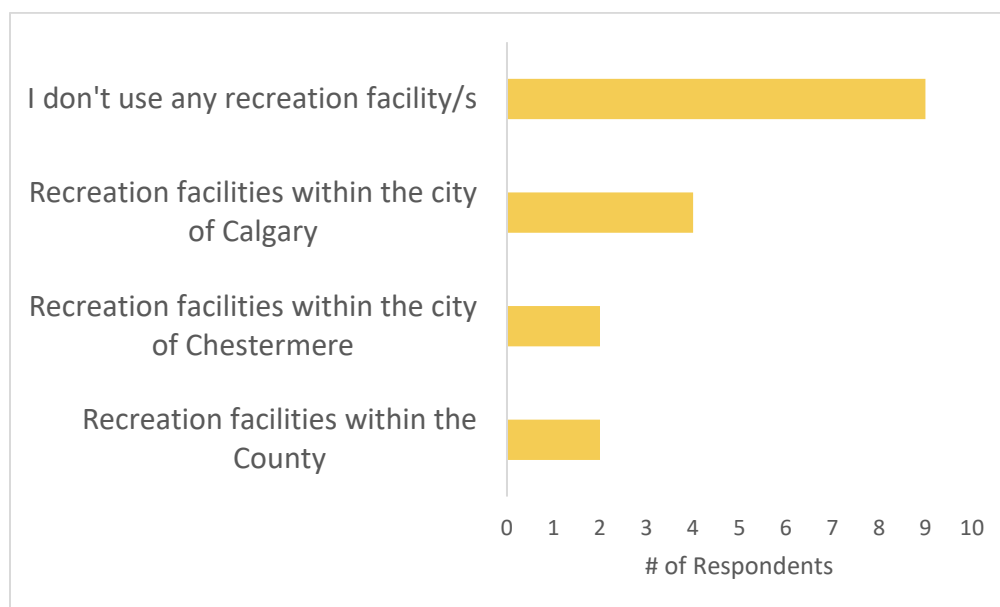 I don't use any recreation facility/s
Recreation facilities within the city
of Calgary
Recreation facilities within the city
of Chestermere
Recreation facilities within the
County
0 1 2 3 4 5 6 7 8 9 10
# of Respondents